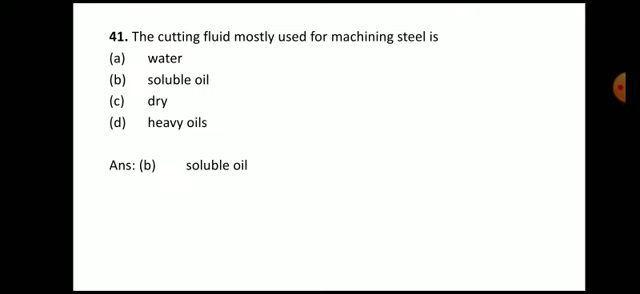 41. The cutting fluid mostly used for machining steel is
(a) water
(b) soluble oil
(c) dry
(d) heavy oils
Ans: (b) soluble oil